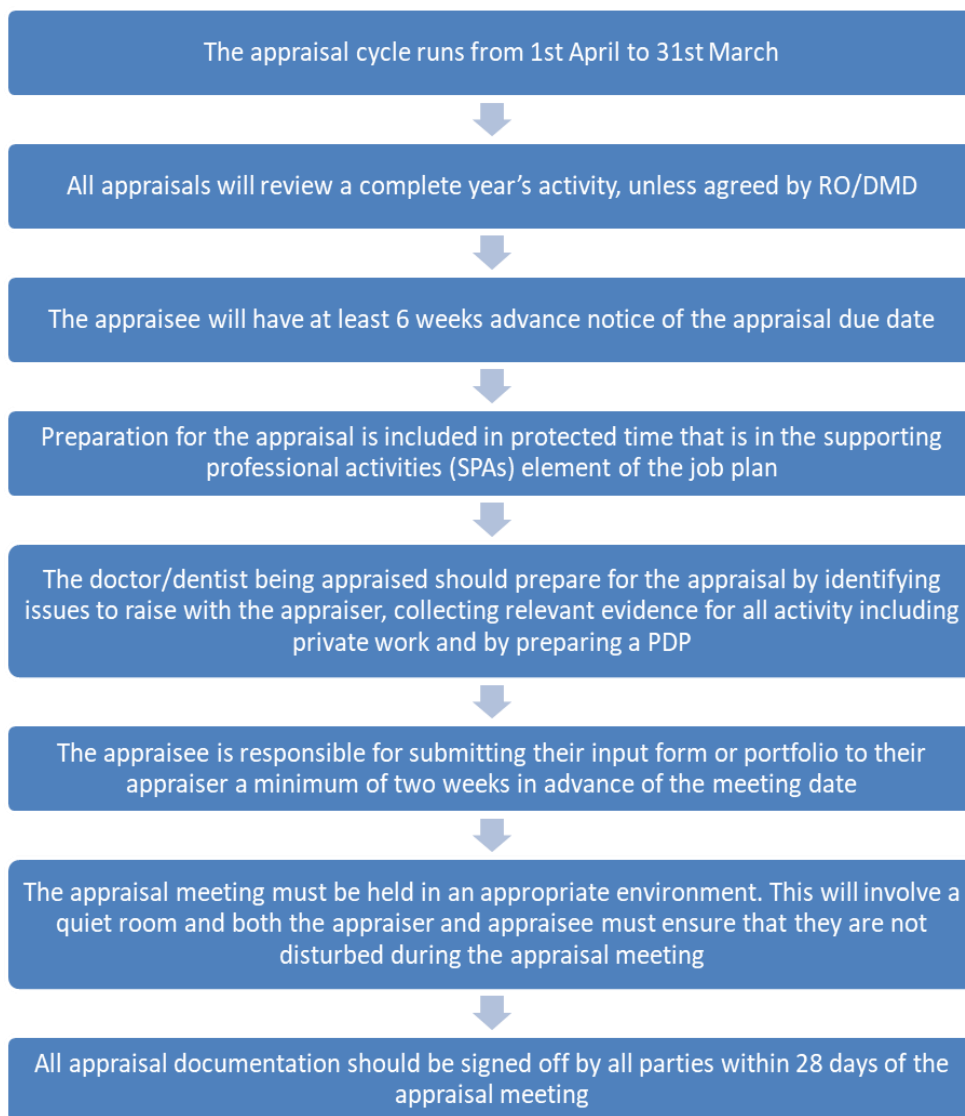 The appraisal cycle runs from 1st April to 31st March
All appraisals will review a complete year’s activity, unless agreed by RO/DMD
The appraisee will have at least 6 weeks advance notice of the appraisal due date
Preparation for the appraisal is included in protected time that is in the supporting
professional activities (SPAs) element of the job plan
The doctor/dentist being appraised should prepare for the appraisal by identifying
issues to raise with the appraiser, collecting relevant evidence for all activity including
private work and by preparing a PDP
The appraisee is responsible for submitting their input form or portfolio to their
appraiser a minimum of two weeks in advance of the meeting date
The appraisal meeting must be held in an appropriate environment. This will involve a
quiet room and both the appraiser and appraisee must ensure that they are not
disturbed during the appraisal meeting
All appraisal documentation should be signed off by all parties within 28 days of the
appraisal meeting